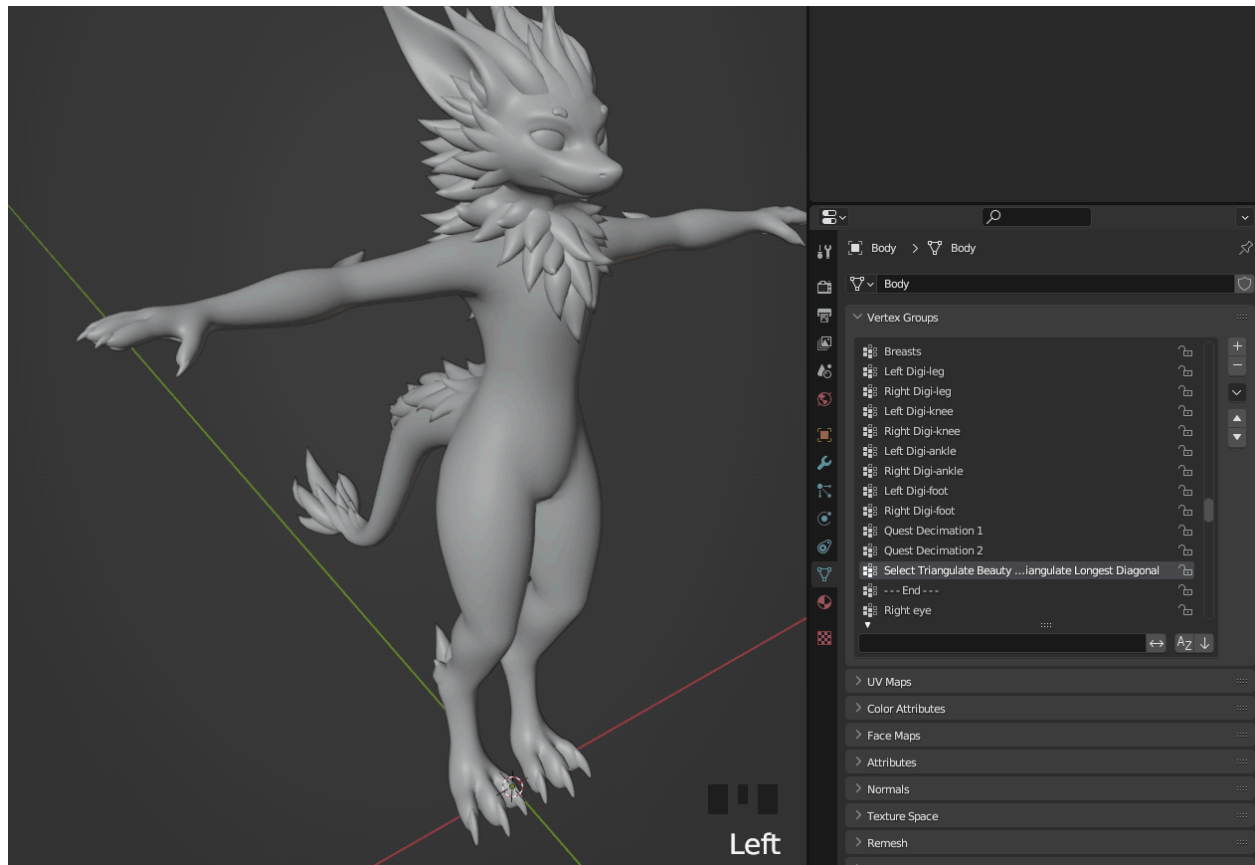 Body > Body
Body
Vertex Groups
Breasts
Left Digi-leg
Right Digi-leg
Left Digi-knee
Right Digi-knee
Left Digi-ankle
Right Digi-ankle
Left Digi-foot
Right Digi-foot
Quest Decimation 1
Quest Decimation 2
Select Triangulate Beauty ...iangulate Longest Diagonal
--- End ---
Right eye
AZ
UV Maps
Color Attributes
Face Maps
Attributes
Normals
Texture Space
Remesh
Left